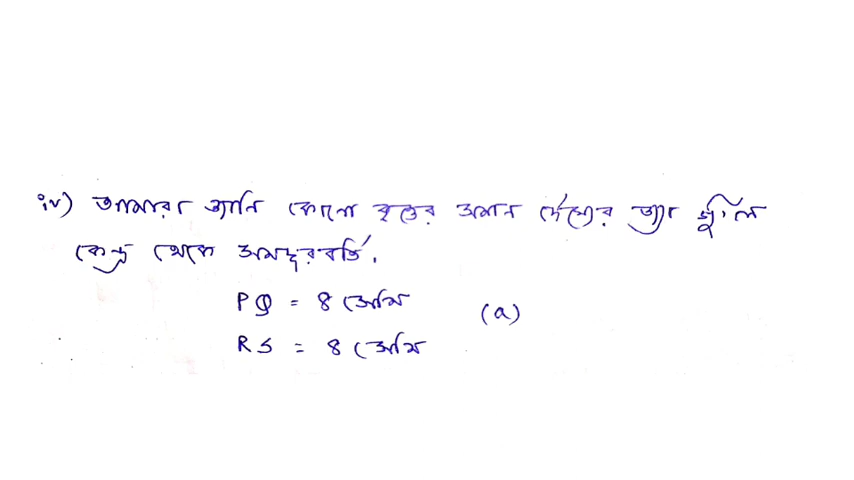 iv) আমরা জানি কোনো বৃত্তের সমান দৈর্ঘ্যের জ্যা গুলি
কেন্দ্র থেকে সমদূরবর্তি.
PQ = 8 সেমি
(a)
RS = 8 সেমি